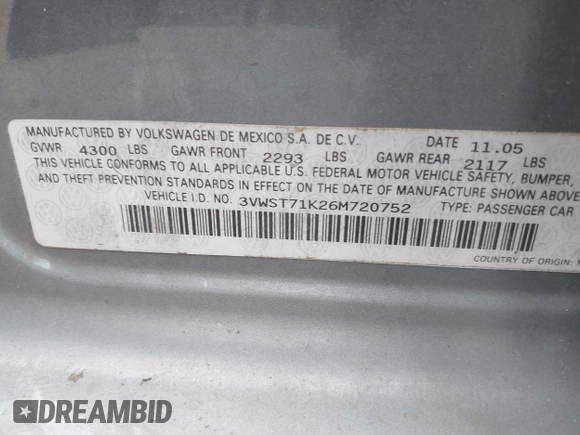 MANUFACTURED BY VOLKSWAGEN DE MEXICO S.A. DE C.V. DATE 11.05
GVWR 4300 LBS GAWR FRONT 2293 LBS GAWR REAR 2117 LBS
THIS VEHICLE CONFORMS TO ALL APPLICABLE U.S. FEDERAL MOTOR VEHICLE SAFETY, BUMPER,
AND THEFT PREVENTION STANDARDS IN EFFECT ON THE DATE OF MANUFACTURE SHOWN ABOVE
VEHICLE I.D. NO. 3VWST71K26M720752 TYPE: PASSENGER CAR
COUNTRY OF ORIGIN:
DREAMBID